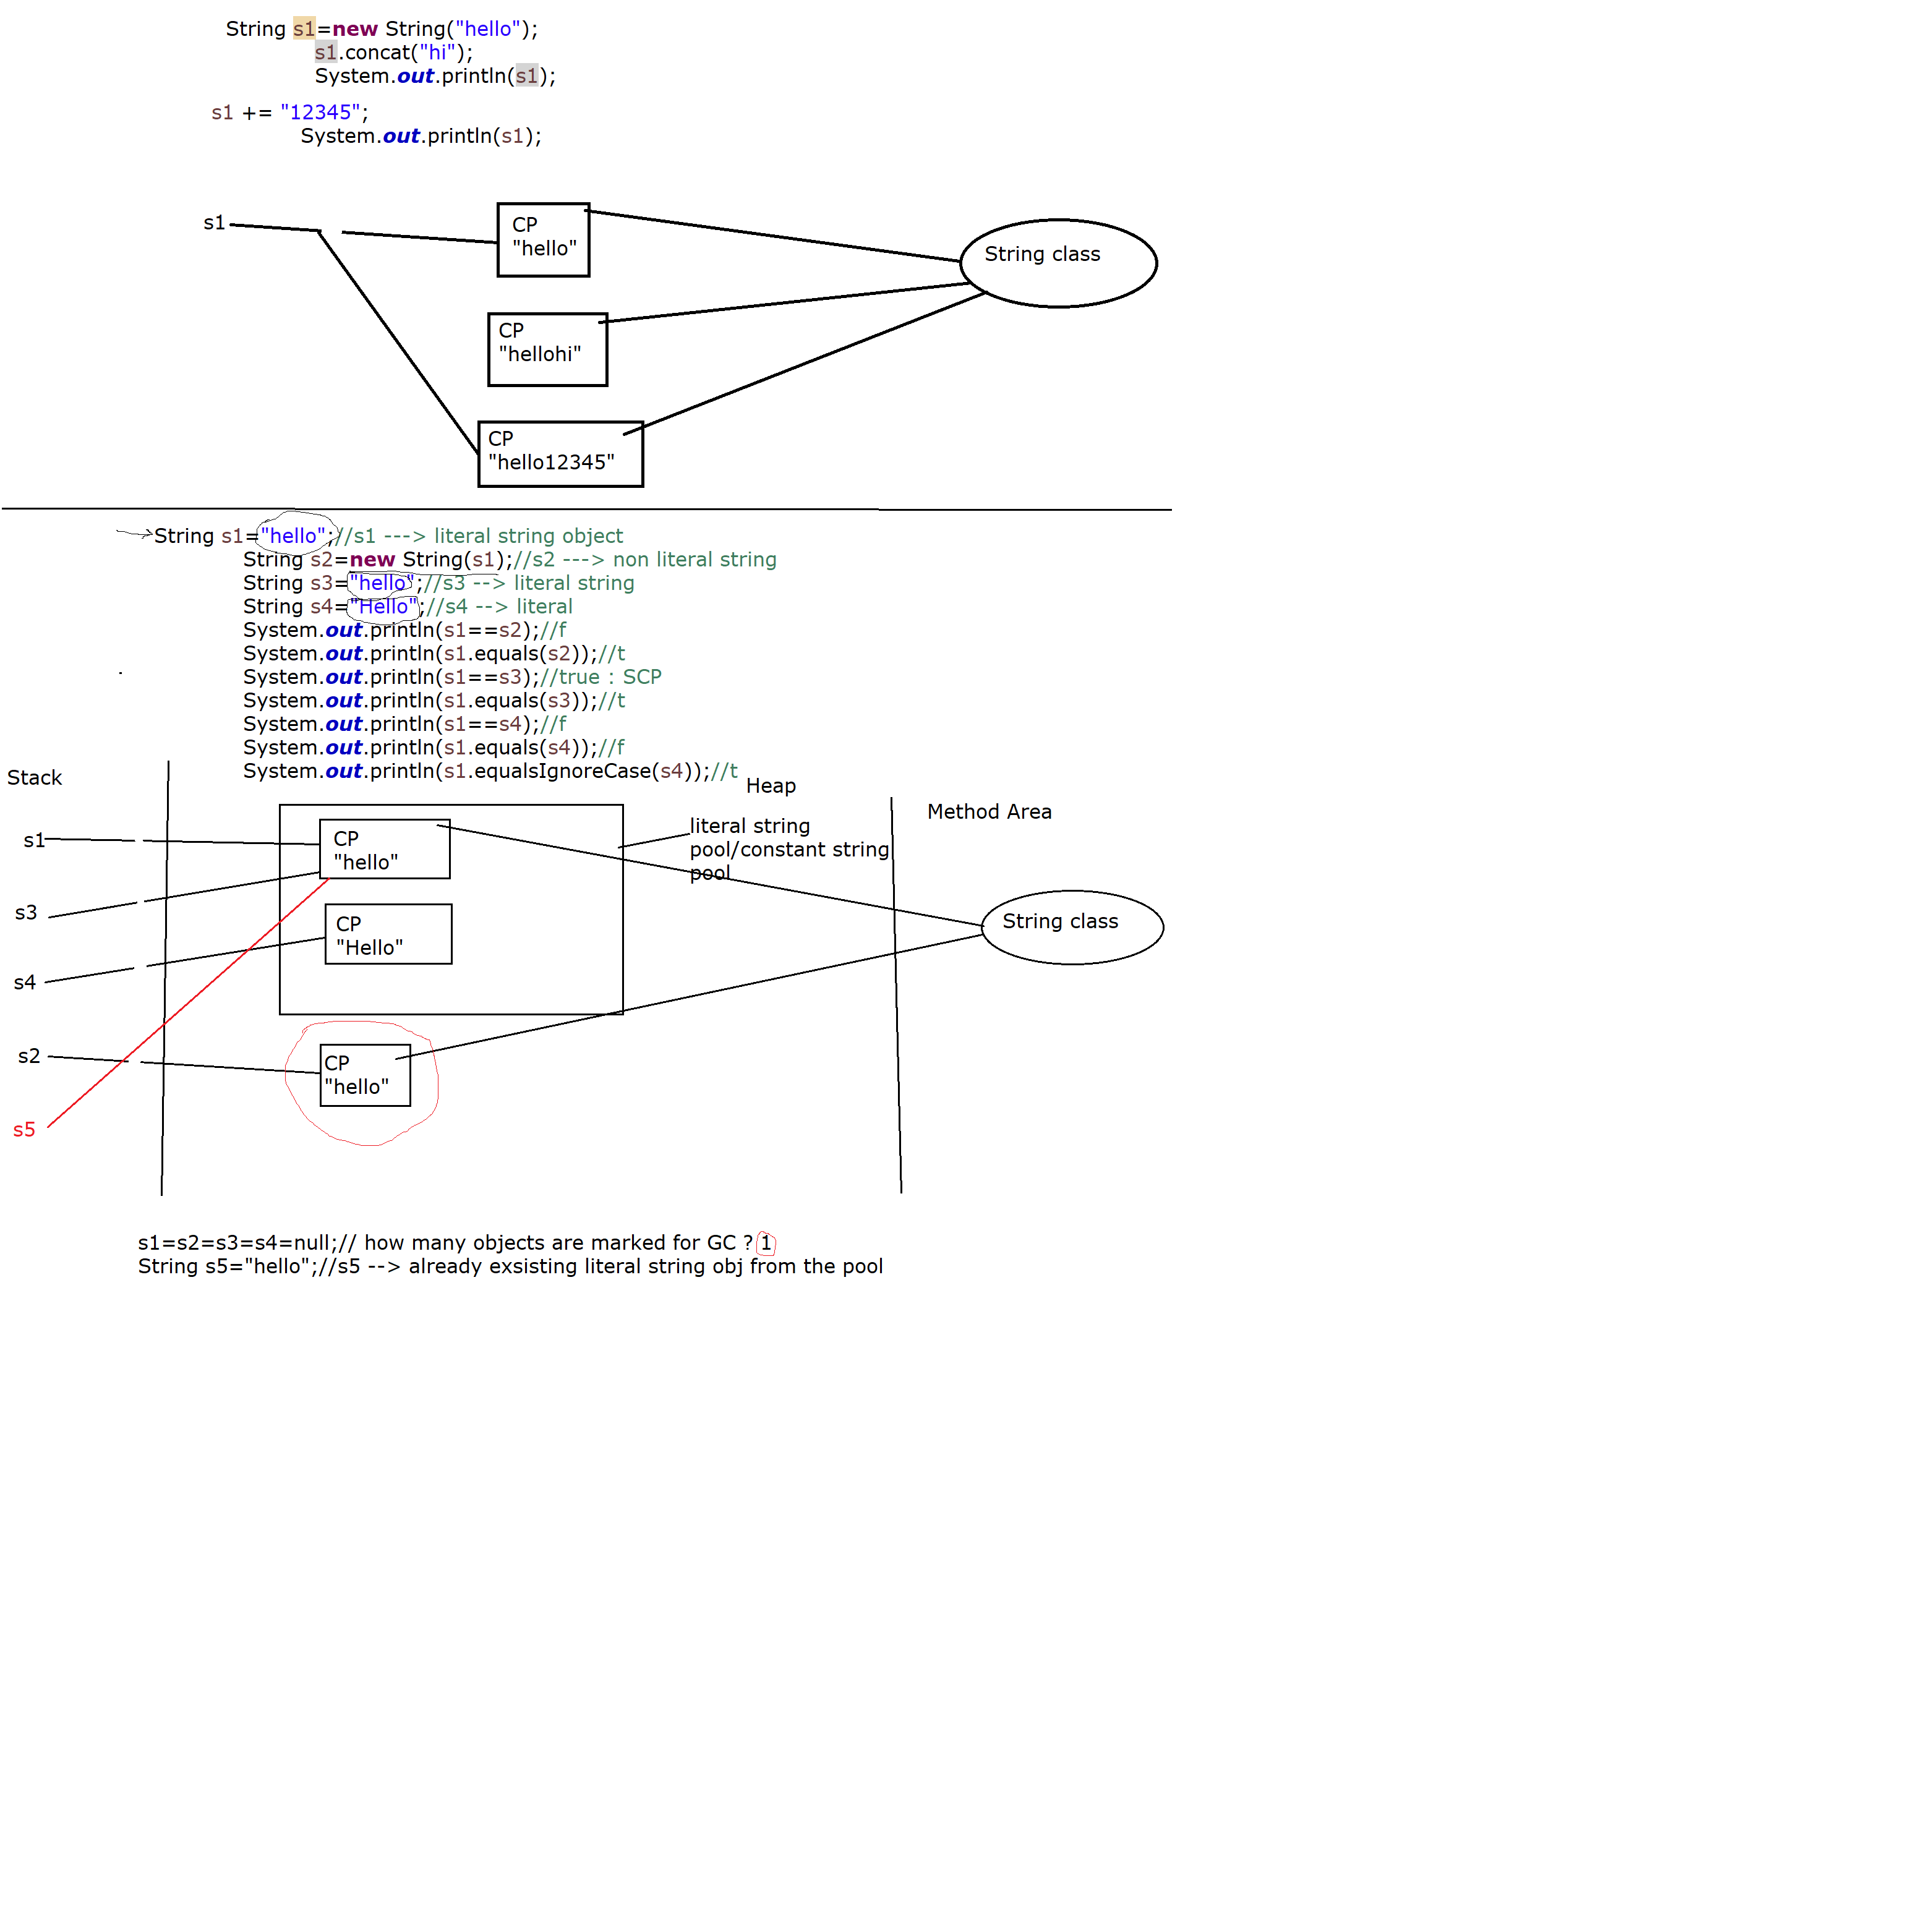 String s1=new String("hello");
s1.concat("hi");
System.out.println(s1);
s1 += "12345";
System.out.println(s1);
s1
CP
"hello"
String class
CP
"hellohi"
CP
"hello12345"
String s1="hello";//s1 ---> literal string object
String s2=new String(s1);//s2 ---> non literal string
String s3="hello";//s3 --> literal string
String s4="Hello";//s4 --> literal
System.out.println(s1==s2);//f
System.out.println(s1.equals(s2));//t
System.out.println(s1==s3);//true : SCP
System.out.println(s1.equals(s3));//t
System.out.println(s1==s4);//f
System.out.println(s1.equals(s4));//f
System.out.println(s1.equalsIgnoreCase(s4));//t
Stack
Heap
Method Area
s1
CP
"hello"
literal string
pool/constant string
pool
s3
CP
"Hello"
String class
s4
s2
CP
"hello"
s5
s1=s2=s3=s4=null;// how many objects are marked for GC ? 1
String s5="hello";//s5 --> already exsisting literal string obj from the pool